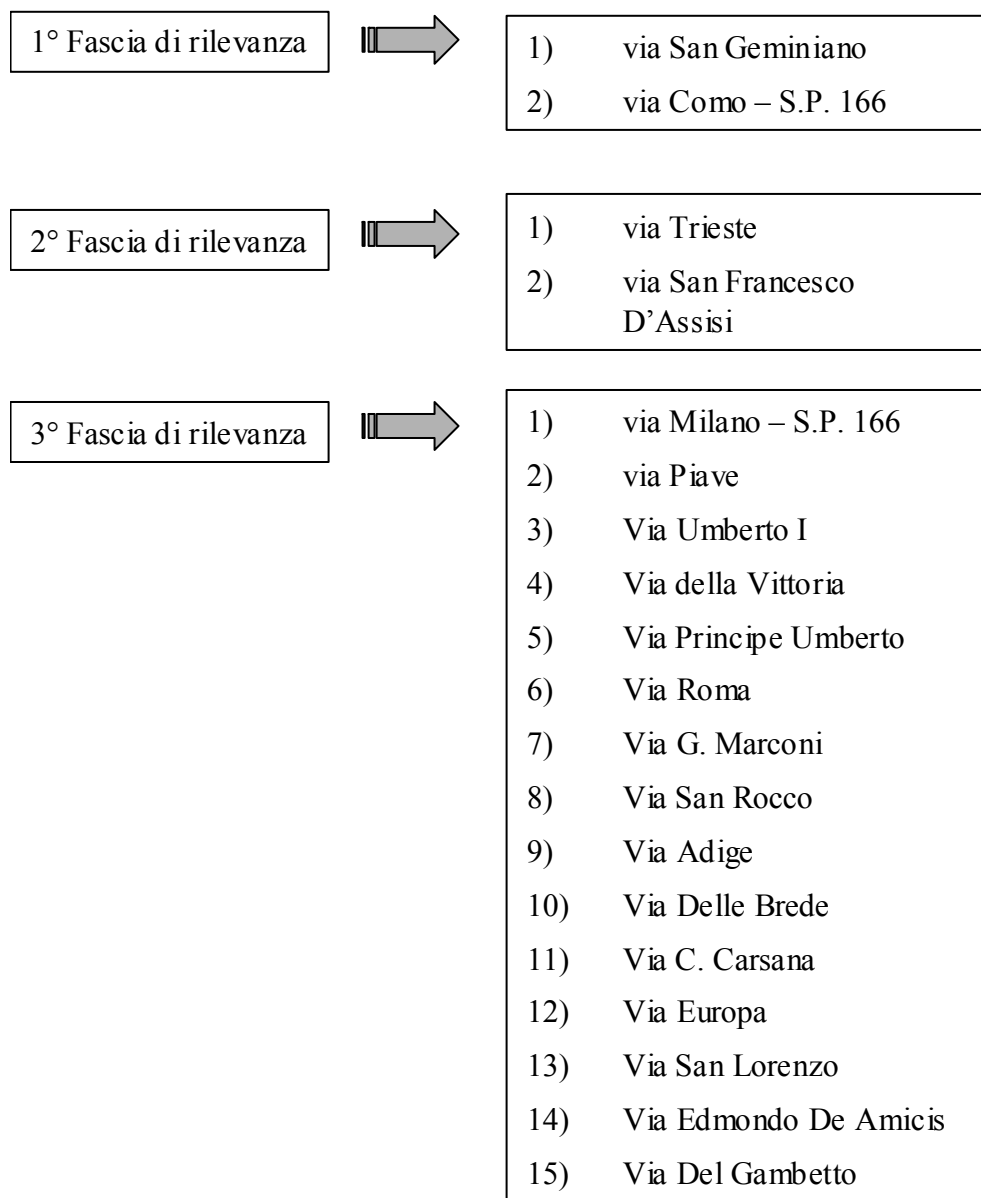 1° Fascia di rilevanza
1) via San Geminiano
2) via Como – S.P. 166
2° Fascia di rilevanza
1) via Trieste
2) via San Francesco
D’Assisi
3° Fascia di rilevanza
1) via Milano – S.P. 166
2) via Piave
3) Via Umberto I
4) Via della Vittoria
5) Via Principe Umberto
6) Via Roma
7) Via G. Marconi
8) Via San Rocco
9) Via Adige
10) Via Delle Brede
11) Via C. Carsana
12) Via Europa
13) Via San Lorenzo
14) Via Edmondo De Amicis
15) Via Del Gambetto